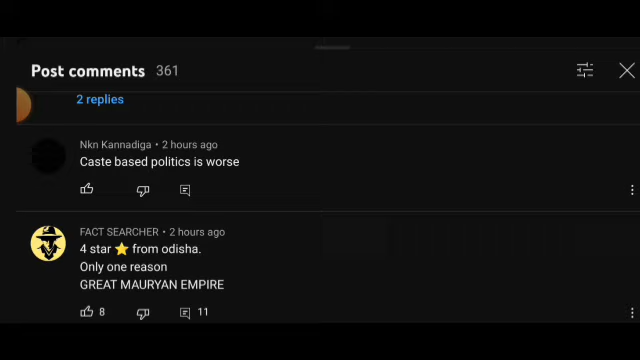 Post comments 361
2 replies
Nkn Kannadiga • 2 hours ago
Caste based politics is worse
FACT SEARCHER • 2 hours ago
4 star ⭐ from odisha.
Only one reason
GREAT MAURYAN EMPIRE
8 11